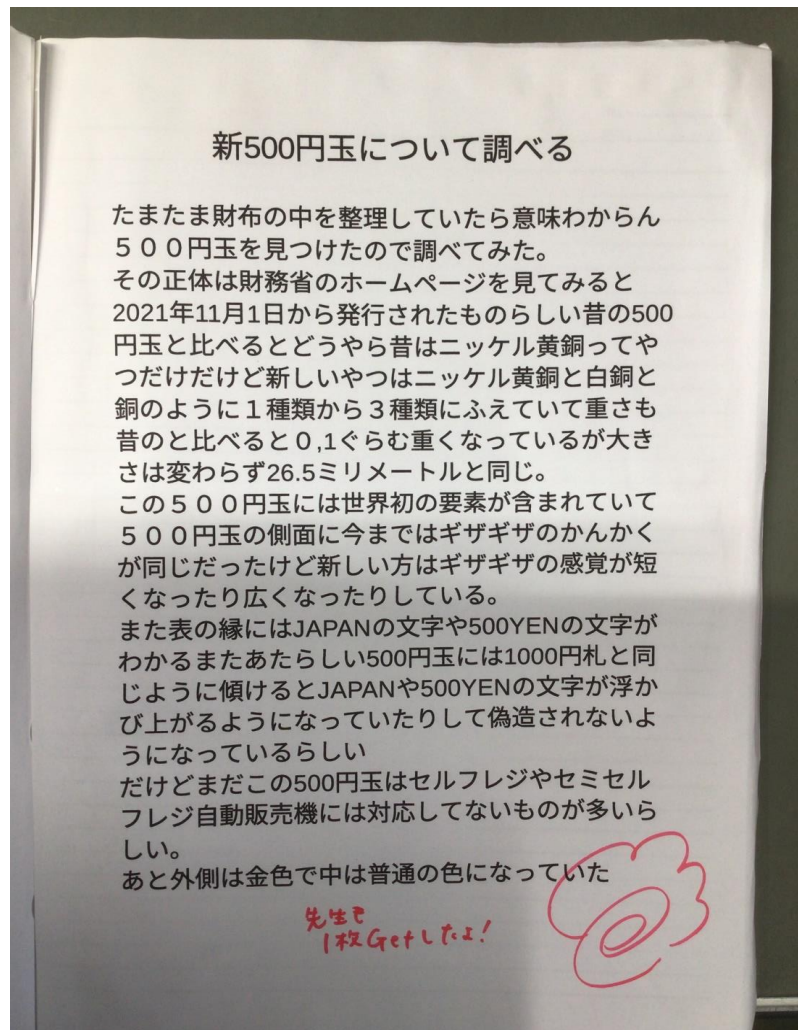 新500円玉について調べる
たまたま財布の中を整理していたら意味わからん
５００円玉を見つけたので調べてみた。
その正体は財務省のホームページを見てみると
2021年11月1日から発行されたものらしい昔の500
円玉と比べるとどうやら昔はニッケル黄銅ってや
つだけだけど新しいやつはニッケル黄銅と白銅と
銅のように１種類から３種類にふえていて重さも
昔のと比べると０,1ぐらむ重くなっているが大き
さは変わらず26.5ミリメートルと同じ。
この５００円玉には世界初の要素が含まれていて
５００円玉の側面に今まではギザギザのかんかく
が同じだったけど新しい方はギザギザの感覚が短
くなったり広くなったりしている。
また表の縁にはJAPANの文字や500YENの文字が
わかるまたあたらしい500円玉には1000円札と同
じように傾けるとJAPANや500YENの文字が浮か
び上がるようになっていたりして偽造されないよ
うになっているらしい
だけどまだこの500円玉はセルフレジやセミセル
フレジ自動販売機には対応してないものが多いら
しい。
あと外側は金色で中は普通の色になっていた
先生も
1枚Getしたよ!